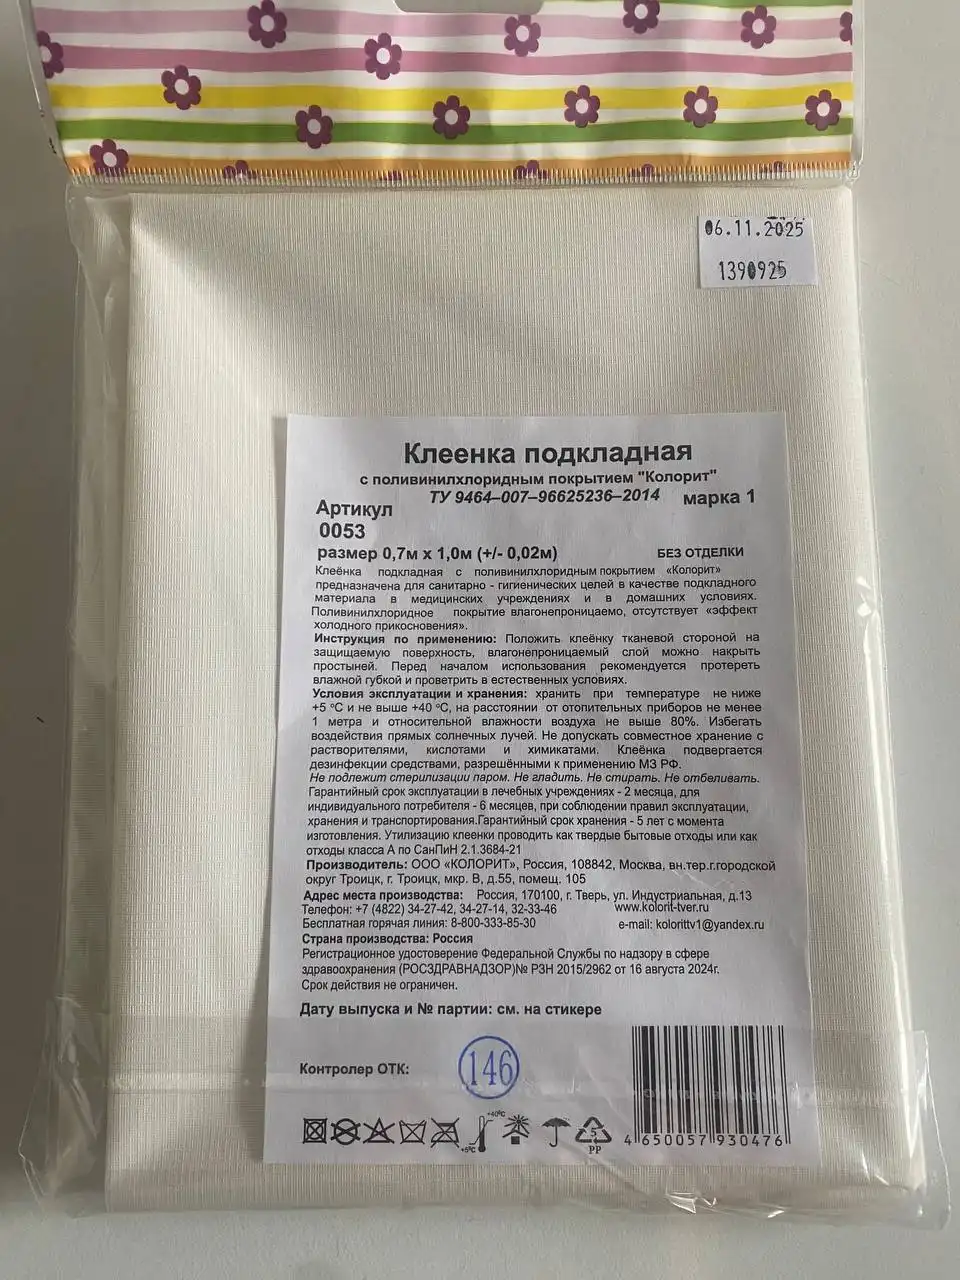 06.11.2025
1390925
Клеенка подкладная
с поливинилхлоридным покрытием "Колорит"
ТУ 9464–007–96625236–2014 марка 1
Артикул
0053
размер 0,7м х 1,0м (+/- 0,02м) БЕЗ ОТДЕЛКИ
Клеёнка подкладная с поливинилхлоридным покрытием «Колорит»
предназначена для санитарно - гигиенических целей в качестве подкладного
материала в медицинских учреждениях и в домашних условиях.
Поливинилхлоридное покрытие влагонепроницаемо, отсутствует «эффект
холодного прикосновения».
Инструкция по применению: Положить клеёнку тканевой стороной на
защищаемую поверхность, влагонепроницаемый слой можно накрыть
простыней. Перед началом использования рекомендуется протереть
влажной губкой и проветрить в естественных условиях.
Условия эксплуатации и хранения: хранить при температуре не ниже
+5 °С и не выше +40 °С, на расстоянии от отопительных приборов не менее
1 метра и относительной влажности воздуха не выше 80%. Избегать
воздействия прямых солнечных лучей. Не допускать совместное хранение с
растворителями, кислотами и химикатами. Клеёнка подвергается
дезинфекции средствами, разрешёнными к применению МЗ РФ.
Не подлежит стерилизации паром. Не гладить. Не стирать. Не отбеливать.
Гарантийный срок эксплуатации в лечебных учреждениях - 2 месяца, для
индивидуального потребителя - 6 месяцев, при соблюдении правил эксплуатации,
хранения и транспортирования.Гарантийный срок хранения - 5 лет с момента
изготовления. Утилизацию клеенки проводить как твердые бытовые отходы или как
отходы класса А по СанПиН 2.1.3684-21
Производитель: ООО «КОЛОРИТ», Россия, 108842, Москва, вн.тер.г.городской
округ Троицк, г. Троицк, мкр. В, д.55, помещ. 105
Адрес места производства: Россия, 170100, г. Тверь, ул. Индустриальная, д.13
Телефон: +7 (4822) 34-27-42, 34-27-14, 32-33-46 www.kolorit-tver.ru
Бесплатная горячая линия: 8-800-333-85-30 e-mail: kolorittv1@yandex.ru
Страна производства: Россия
Регистрационное удостоверение Федеральной Службы по надзору в сфере
здравоохранения (РОСЗДРАВНАДЗОР)№ РЗН 2015/2962 от 16 августа 2024г.
Срок действия не ограничен.
Дату выпуска и № партии: см. на стикере
Контролер ОТК: 146
+40ºC
+5ºC
5
PP
4 650057 930476